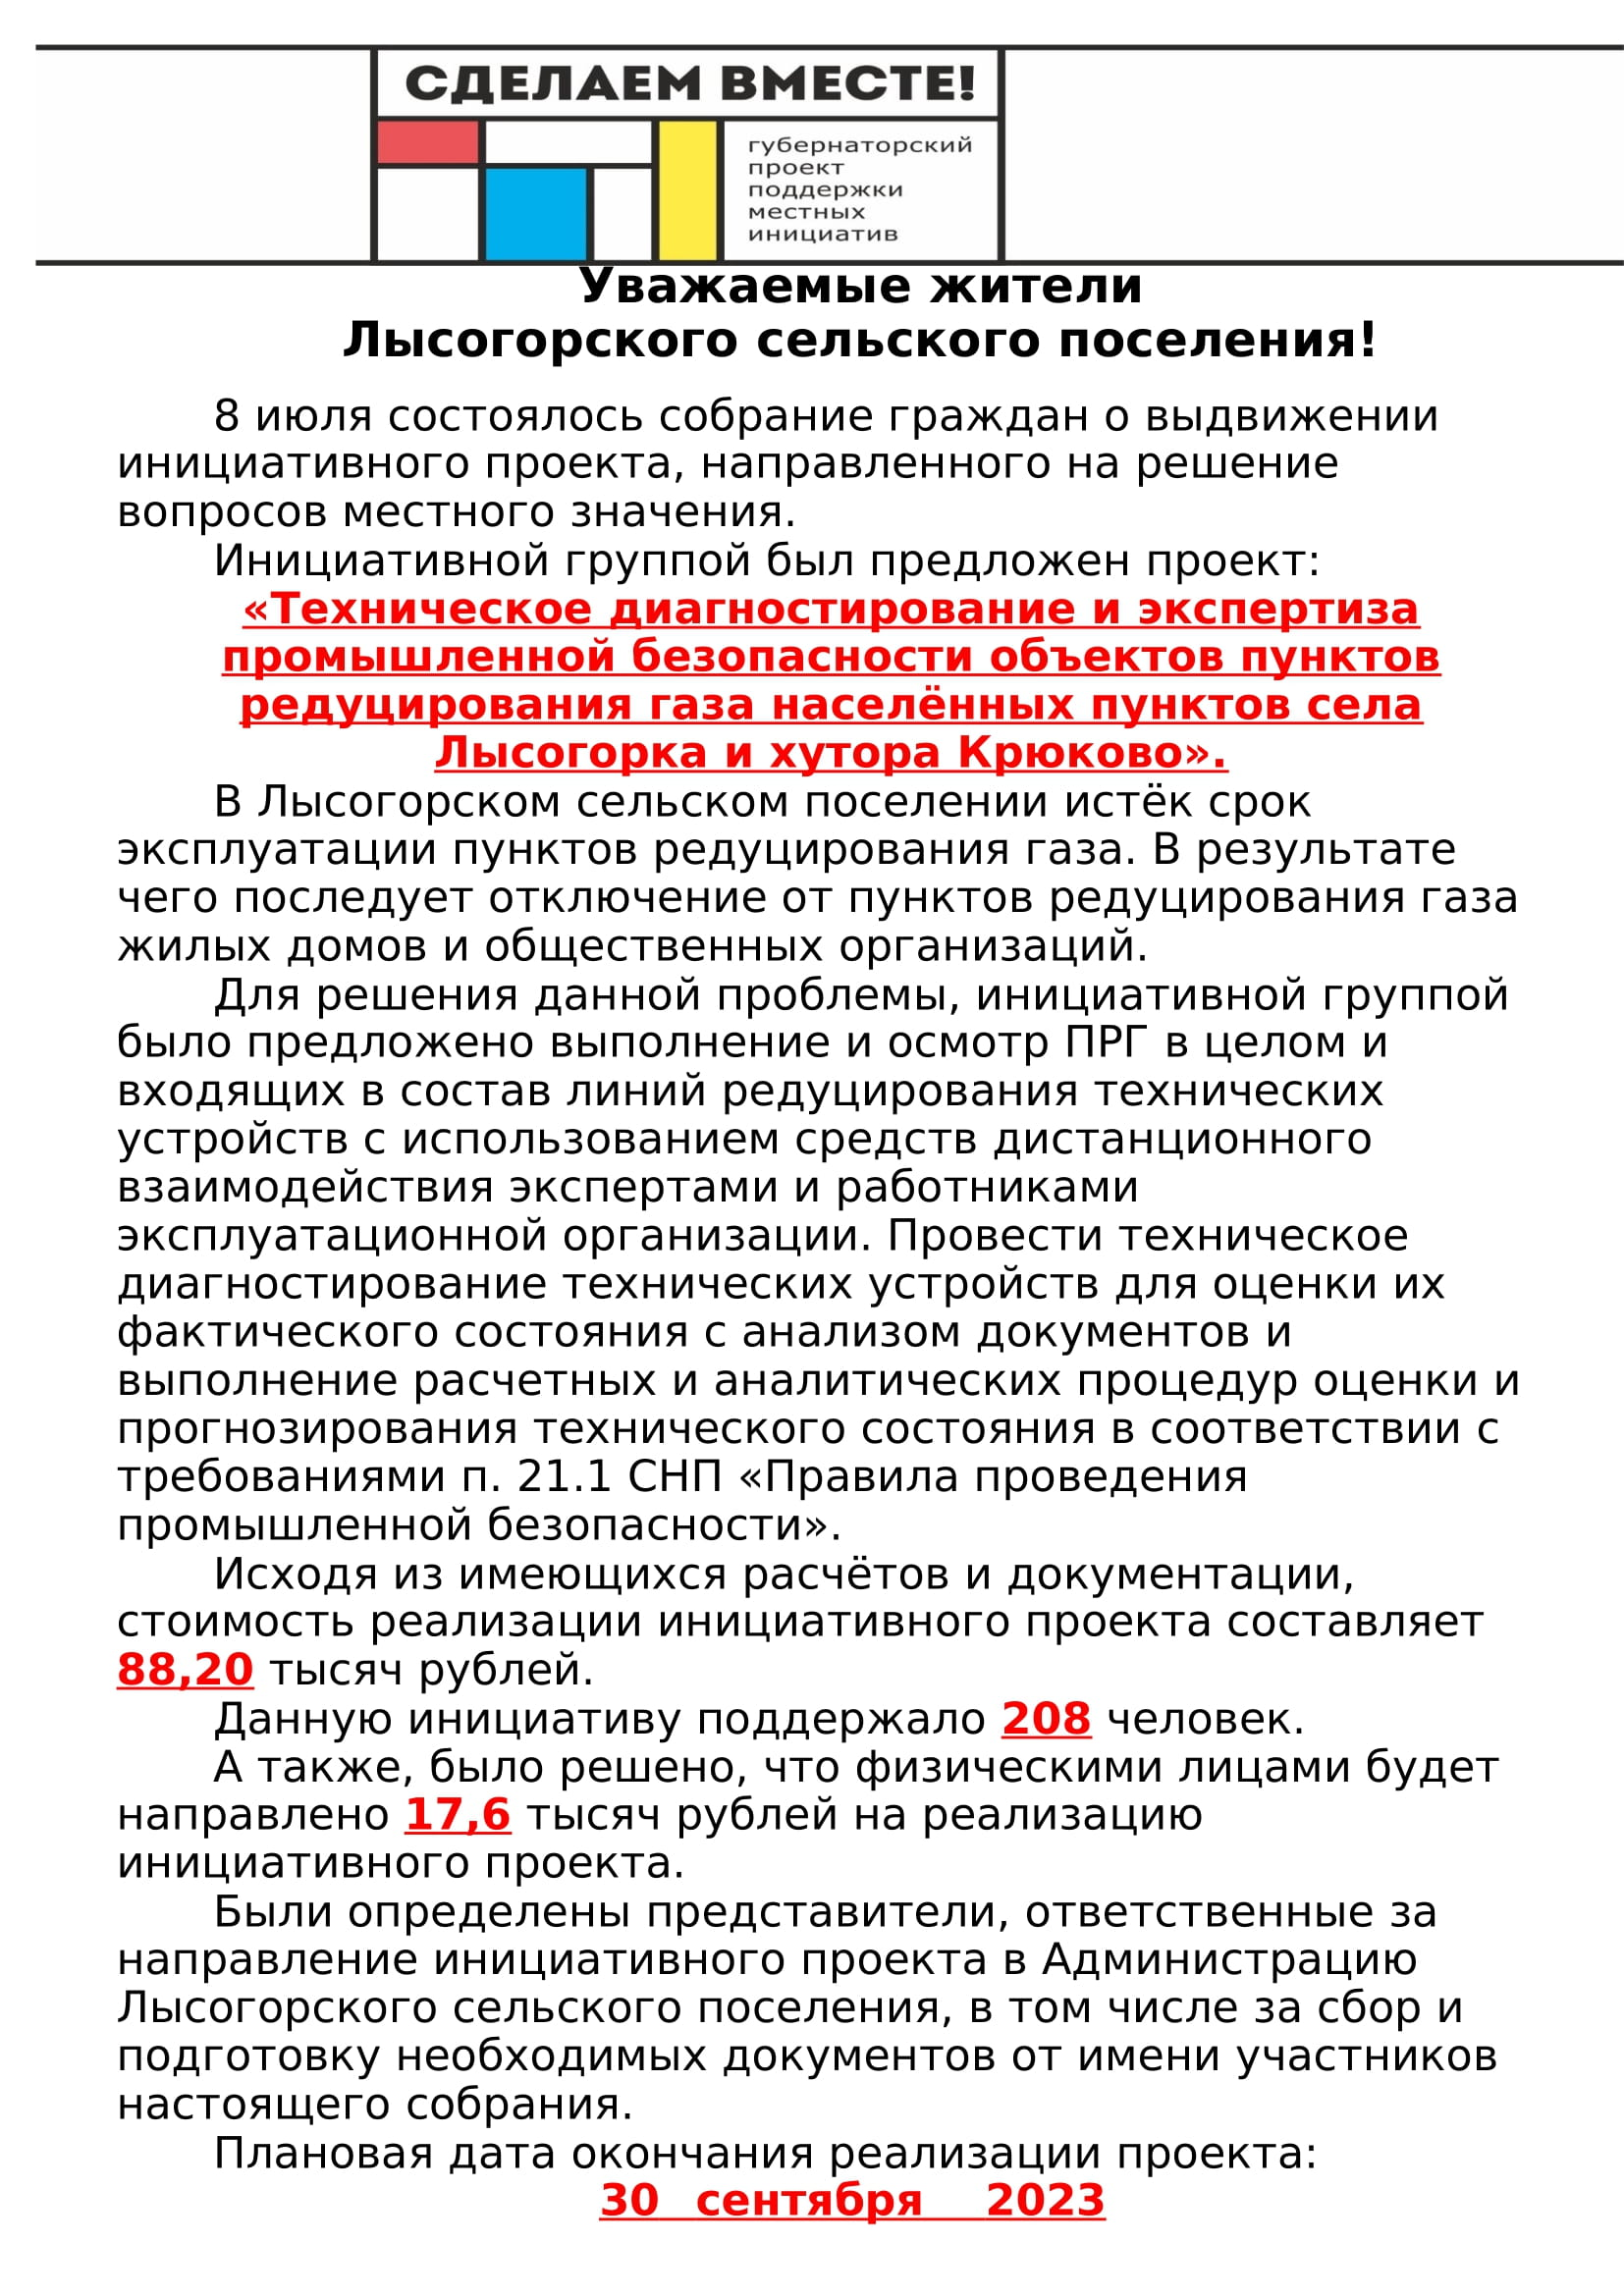 СДЕЛАЕМ ВМЕСТЕ!
губернаторский
проект
поддержки
местных
инициатив
Уважаемые жители
Лысогорского сельского поселения!
8 июля состоялось собрание граждан о выдвижении
инициативного проекта, направленного на решение
вопросов местного значения.
Инициативной группой был предложен проект:
«Техническое диагностирование и экспертиза
промышленной безопасности объектов пунктов
редуцирования газа населённых пунктов села
Лысогорка и хутора Крюково».
В Лысогорском сельском поселении истёк срок
эксплуатации пунктов редуцирования газа. В результате
чего последует отключение от пунктов редуцирования газа
жилых домов и общественных организаций.
Для решения данной проблемы, инициативной группой
было предложено выполнение и осмотр ПРГ в целом и
входящих в состав линий редуцирования технических
устройств с использованием средств дистанционного
взаимодействия экспертами и работниками
эксплуатационной организации. Провести техническое
диагностирование технических устройств для оценки их
фактического состояния с анализом документов и
выполнение расчетных и аналитических процедур оценки и
прогнозирования технического состояния в соответствии с
требованиями п. 21.1 СНП «Правила проведения
промышленной безопасности».
Исходя из имеющихся расчётов и документации,
стоимость реализации инициативного проекта составляет
88,20 тысяч рублей.
Данную инициативу поддержало 208 человек.
А также, было решено, что физическими лицами будет
направлено 17,6 тысяч рублей на реализацию
инициативного проекта.
Были определены представители, ответственные за
направление инициативного проекта в Администрацию
Лысогорского сельского поселения, в том числе за сбор и
подготовку необходимых документов от имени участников
настоящего собрания.
Плановая дата окончания реализации проекта:
30 сентября 2023